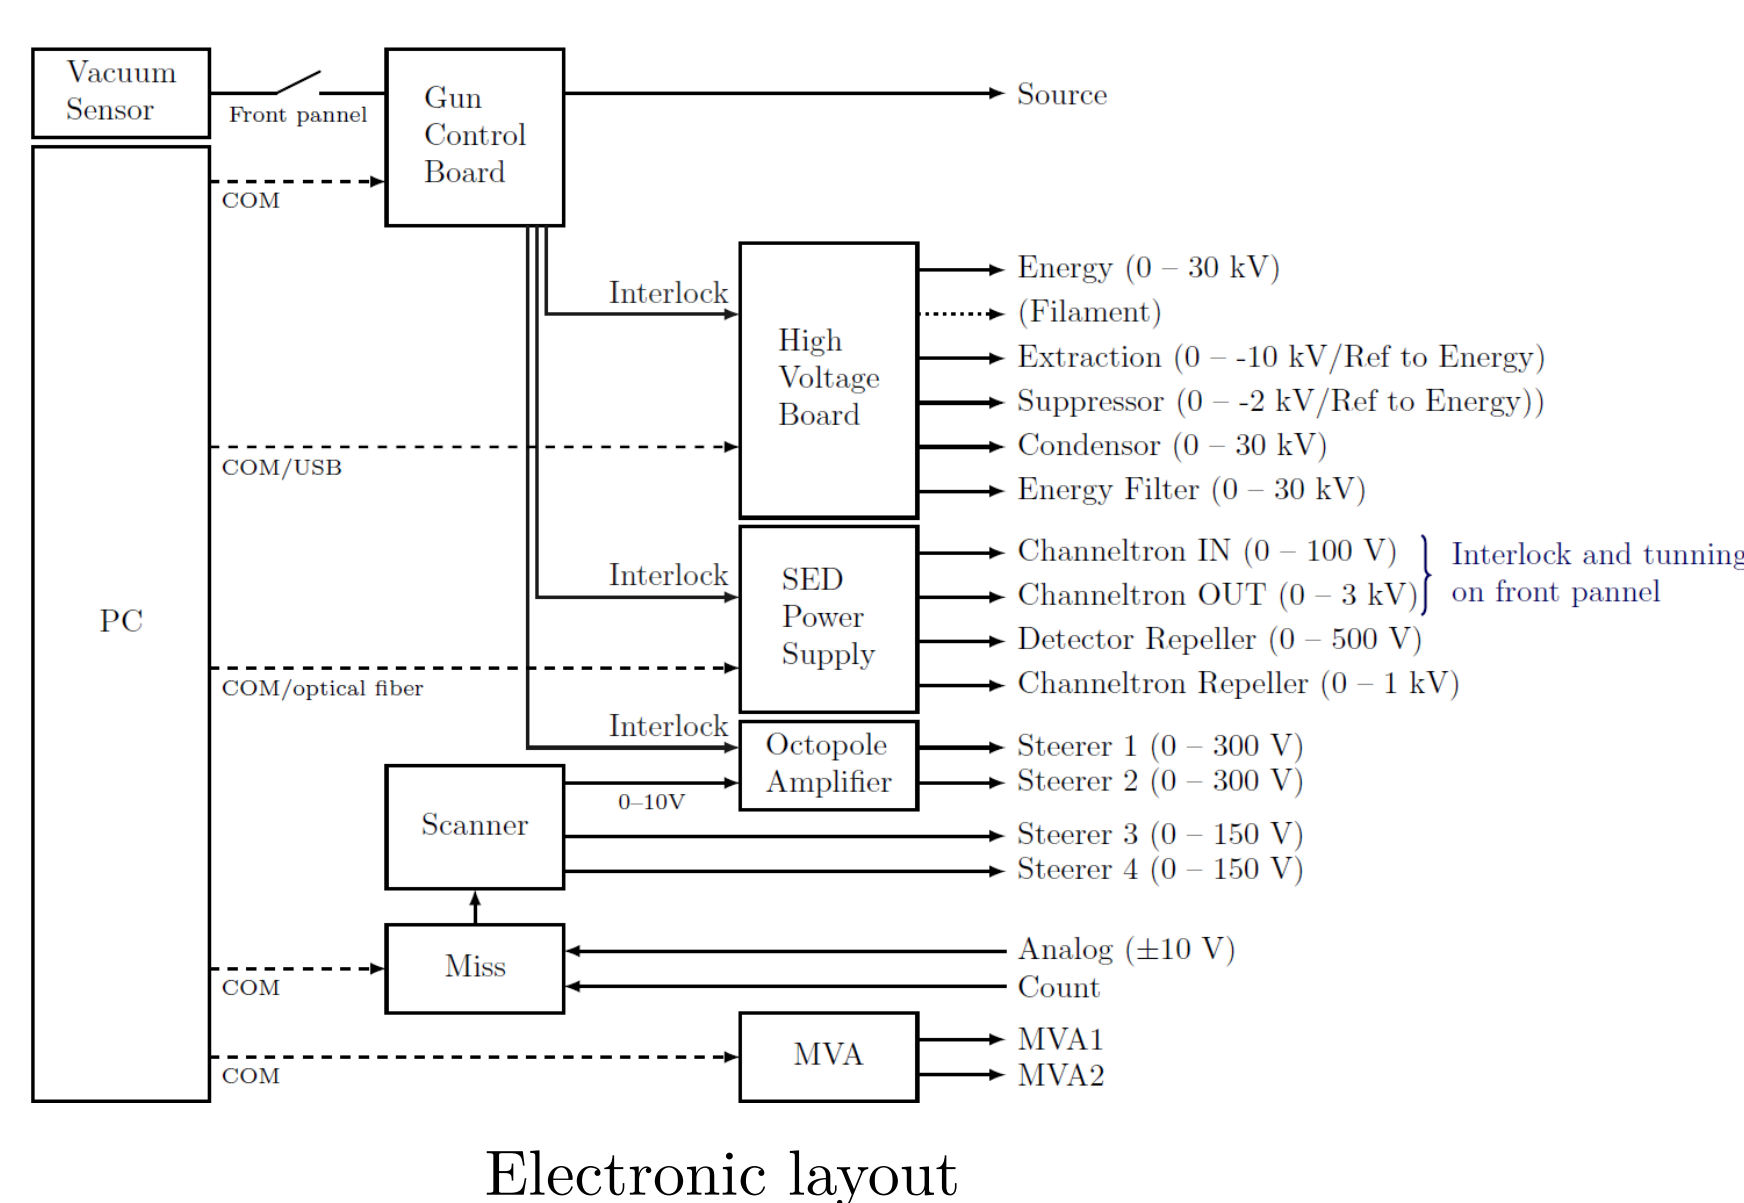 Vacuum
Sensor
Front pannel
Gun
Control
Board
Source
COM
Interlock
High
Voltage
Board
Energy (0 – 30 kV)
(Filament)
Extraction (0 – -10 kV/Ref to Energy)
Suppressor (0 – -2 kV/Ref to Energy))
Condensor (0 – 30 kV)
Energy Filter (0 – 30 kV)
COM/USB
PC
Interlock
SED
Power
Supply
Channeltron IN (0 – 100 V)
Channeltron OUT (0 – 3 kV)
Interlock and tunning
on front pannel
Detector Repeller (0 – 500 V)
Channeltron Repeller (0 – 1 kV)
COM/optical fiber
Interlock
Octopole
Amplifier
Steerer 1 (0 – 300 V)
Steerer 2 (0 – 300 V)
0–10V
Scanner
Steerer 3 (0 – 150 V)
Steerer 4 (0 – 150 V)
Miss
Analog (±10 V)
Count
COM
MVA
MVA1
MVA2
COM
Electronic layout